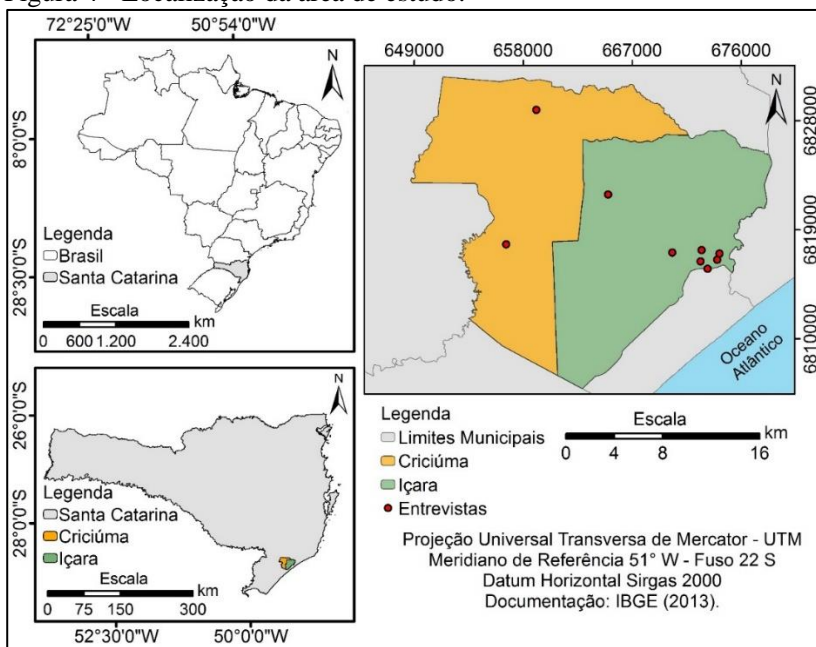 Figura 4 - Localização da área de estudo.
72°25'0"W 50°54'0"W
N
8°0'0"S
28°30'0"S
Legenda
Brasil
Santa Catarina
Escala
km
0 600 1.200 2.400
649000 658000 667000 676000
N
6828000
6819000
6810000
Oceano
Atlântico
Legenda
Limites Municipais
Criciúma
Içara
Entrevistas
Escala
km
0 4 8 16
Projeção Universal Transversa de Mercator - UTM
Meridiano de Referência 51° W - Fuso 22 S
Datum Horizontal Sirgas 2000
Documentação: IBGE (2013).
N
26°0'0"S
28°0'0"S
Legenda
Santa Catarina
Criciúma
Içara
Escala
km
0 75 150 300
52°30'0"W 50°0'0"W